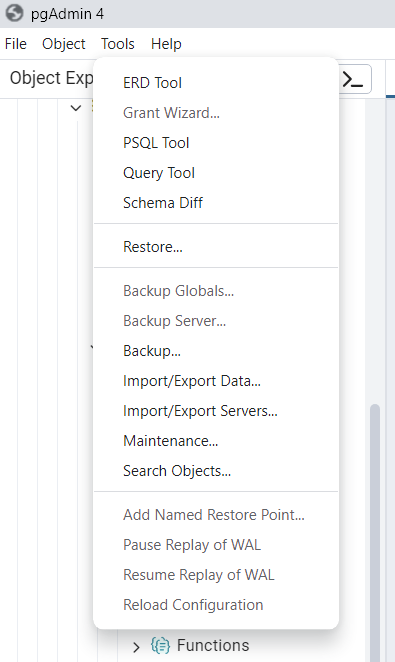 pgAdmin 4
File Object Tools Help
Object Exp
ERD Tool
Grant Wizard...
PSQL Tool
Query Tool
Schema Diff
Restore...
Backup Globals...
Backup Server...
Backup...
Import/Export Data...
Import/Export Servers...
Maintenance...
Search Objects...
Add Named Restore Point...
Pause Replay of WAL
Resume Replay of WAL
Reload Configuration
Functions